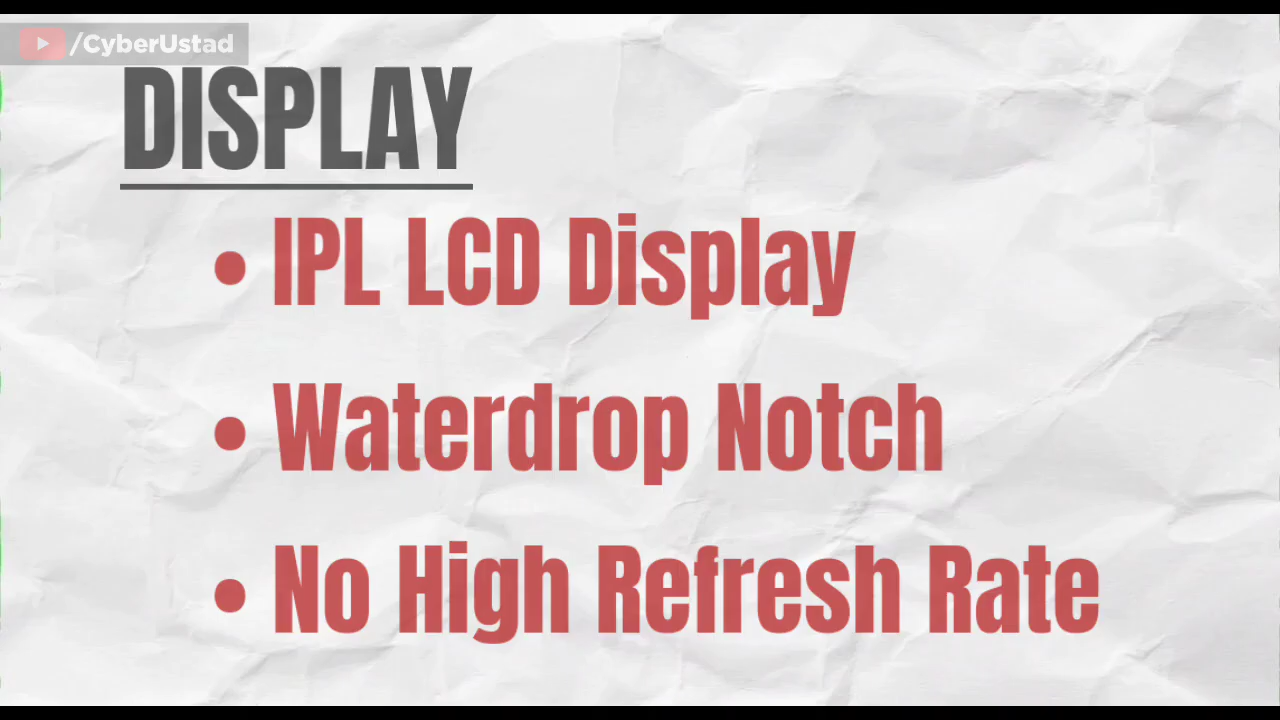 /CyberUstad
DISPLAY
• IPL LCD Display
• Waterdrop Notch
• No High Refresh Rate